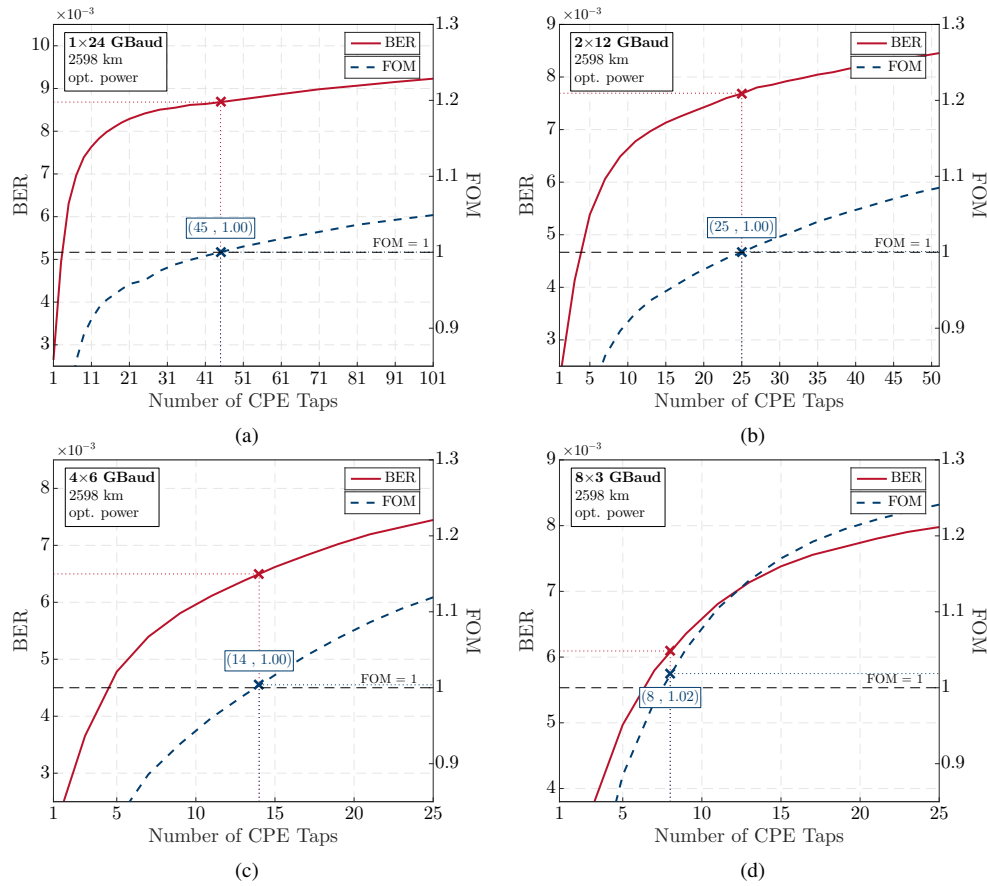 ×10⁻³
1×24 GBaud
2598 km
opt. power
BER
FOM
10
9
8
7
6
5
4
3
1.3
1.2
1.1
1
0.9
BER
FOM
(45 , 1.00)
FOM = 1
1 11 21 31 41 51 61 71 81 91 101
Number of CPE Taps
(a)
×10⁻³
2×12 GBaud
2598 km
opt. power
BER
FOM
9
8
7
6
5
4
3
1.3
1.2
1.1
1
0.9
BER
FOM
(25 , 1.00)
FOM = 1
1 5 10 15 20 25 30 35 40 45 50
Number of CPE Taps
(b)
×10⁻³
4×6 GBaud
2598 km
opt. power
BER
FOM
8
7
6
5
4
3
1.3
1.2
1.1
1
0.9
BER
FOM
(14 , 1.00)
FOM = 1
1 5 10 15 20 25
Number of CPE Taps
(c)
×10⁻³
8×3 GBaud
2598 km
opt. power
BER
FOM
9
8
7
6
5
4
1.3
1.2
1.1
1
0.9
BER
FOM
(8 , 1.02)
FOM = 1
1 5 10 15 20 25
Number of CPE Taps
(d)